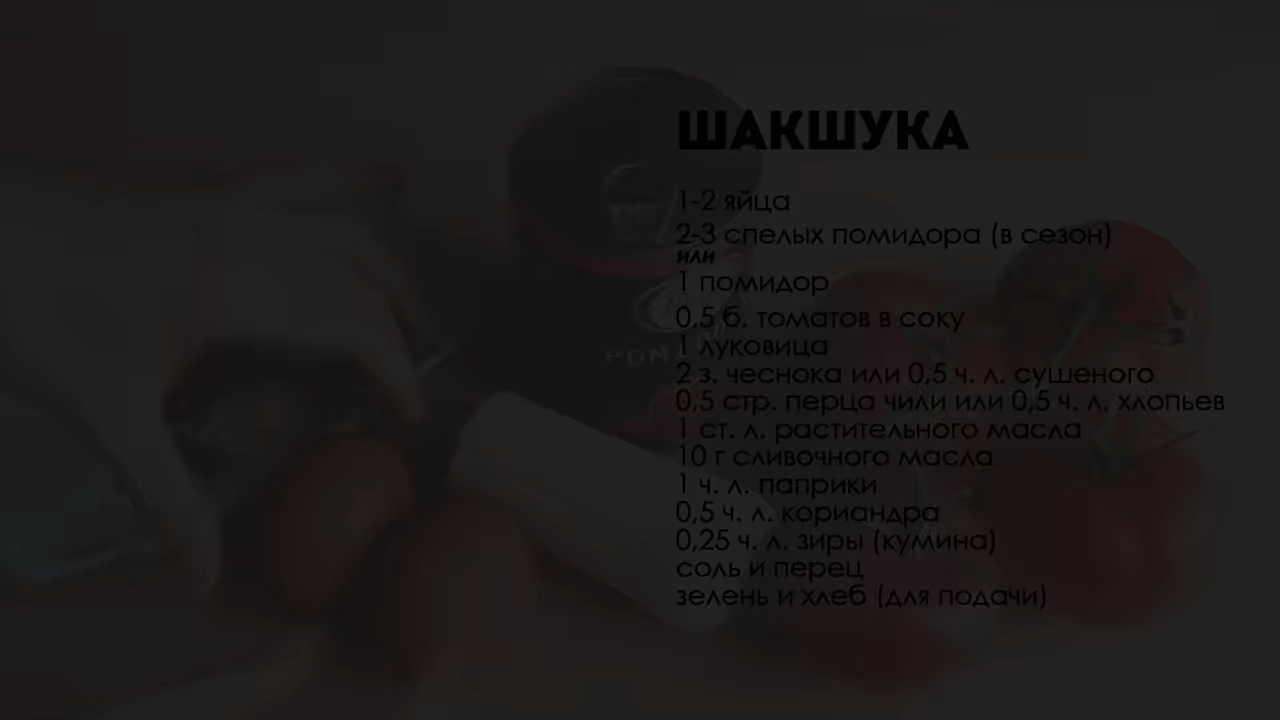 ШАКШУКА
1-2 яйца
2-3 спелых помидора (в сезон)
или
1 помидор
0,5 б. томатов в соку
1 луковица
2 з. чеснока или 0,5 ч. л. сушеного
0,5 стр. перца чили или 0,5 ч. л. хлопьев
1 ст. л. растительного масла
10 г сливочного масла
1 ч. л. паприки
0,5 ч. л. кориандра
0,25 ч. л. зиры (кумина)
соль и перец
зелень и хлеб (для подачи)